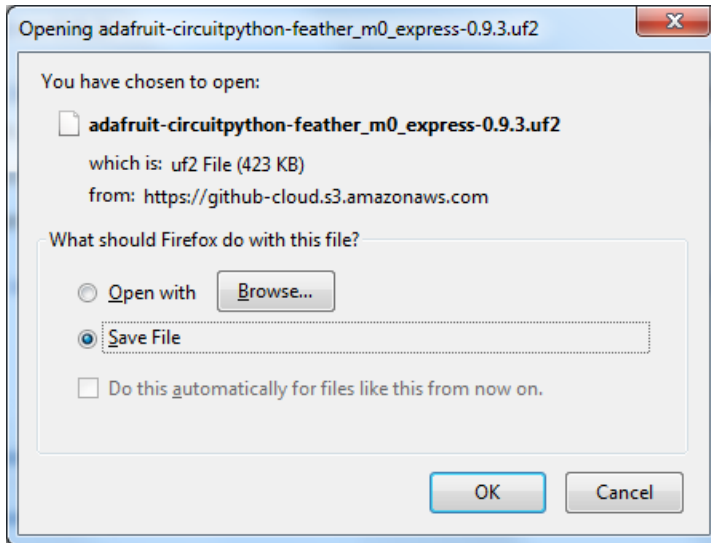 Opening adafruit-circuitpython-feather_m0_express-0.9.3.uf2
X
You have chosen to open:
adafruit-circuitpython-feather_m0_express-0.9.3.uf2
which is: uf2 File (423 KB)
from: https://github-cloud.s3.amazonaws.com
What should Firefox do with this file?
Open with Browse...
Save File
Do this automatically for files like this from now on.
OK Cancel